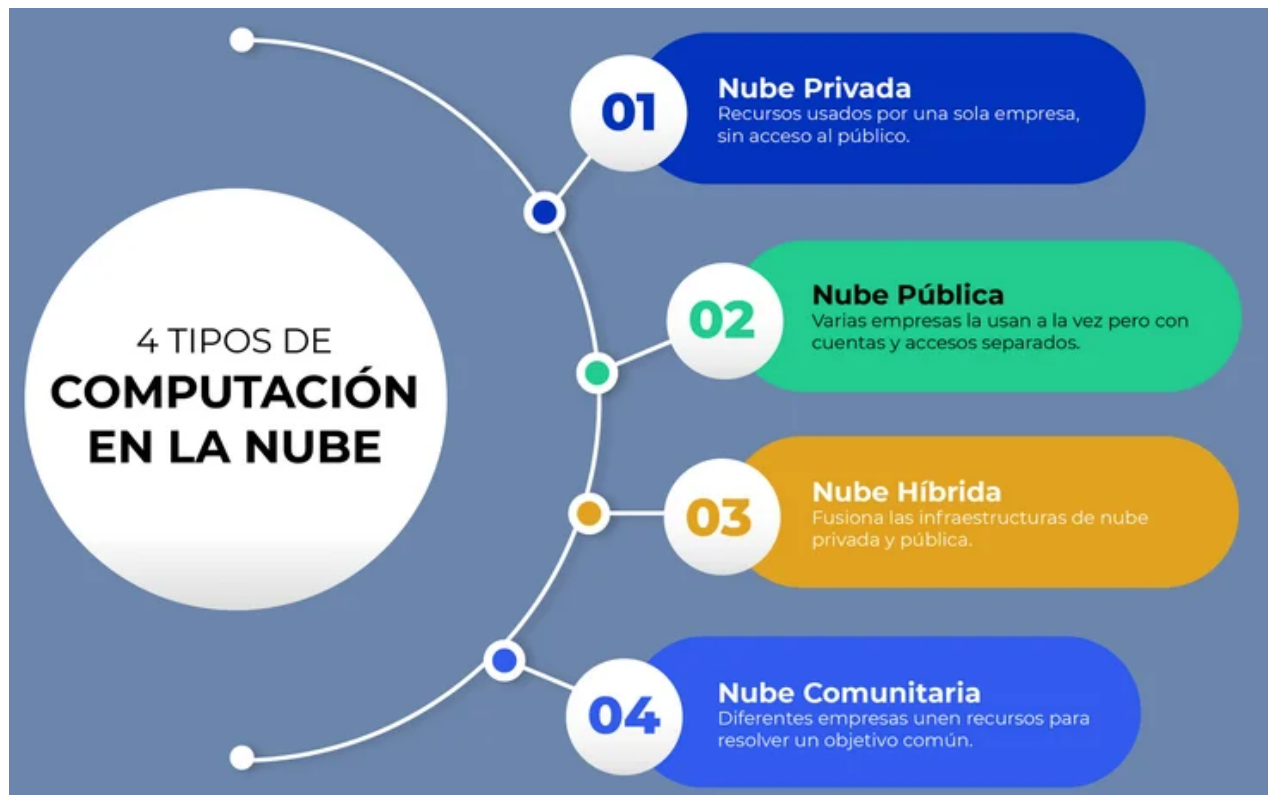 4 TIPOS DE
COMPUTACIÓN
EN LA NUBE
01
Nube Privada
Recursos usados por una sola empresa,
sin acceso al público.
02
Nube Pública
Varias empresas la usan a la vez pero con
cuentas y accesos separados.
03
Nube Híbrida
Fusiona las infraestructuras de nube
privada y pública.
04
Nube Comunitaria
Diferentes empresas unen recursos para
resolver un objetivo común.